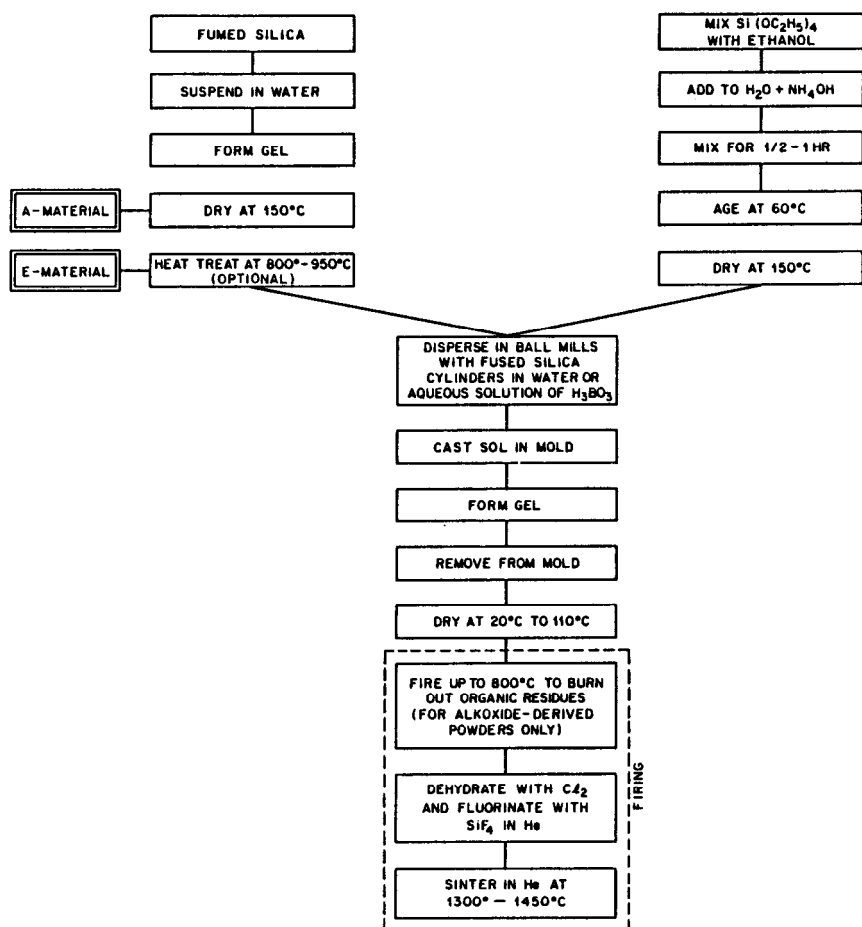 FUMED SILICA
SUSPEND IN WATER
FORM GEL
A-MATERIAL
DRY AT 150°C
E-MATERIAL
HEAT TREAT AT 800°-950°C
(OPTIONAL)
MIX Si(OC₂H₅)₄
WITH ETHANOL
ADD TO H₂O + NH₄OH
MIX FOR 1/2 - 1 HR
AGE AT 60°C
DRY AT 150°C
DISPERSE IN BALL MILLS
WITH FUSED SILICA
CYLINDERS IN WATER OR
AQUEOUS SOLUTION OF H₃BO₃
CAST SOL IN MOLD
FORM GEL
REMOVE FROM MOLD
DRY AT 20°C TO 110°C
FIRE UP TO 800°C TO BURN
OUT ORGANIC RESIDUES
(FOR ALKOXIDE-DERIVED
POWDERS ONLY)
DEHYDRATE WITH Cℓ₂
AND FLUORINATE WITH
SiF₄ IN He
SINTER IN He AT
1300° - 1450°C
FIRING